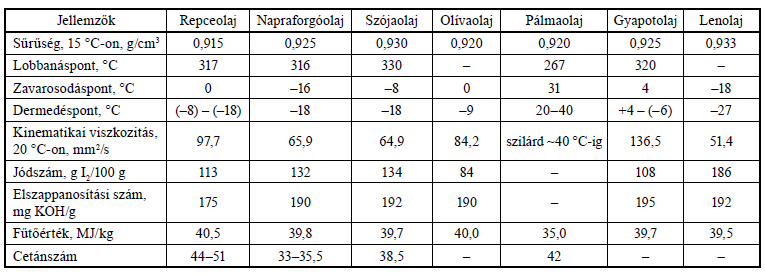 Jellemzők Repceolaj Napraforgóolaj Szójaolaj Olívaolaj Pálmaolaj Gyapotolaj Lenolaj
Sűrűség, 15 °C-on, g/cm³ 0,915 0,925 0,930 0,920 0,920 0,925 0,933
Lobbanáspont, °C 317 316 330 – 267 320 –
Zavarosodáspont, °C 0 –16 –8 0 31 4 –18
Dermedéspont, °C (–8) – (–18) –18 –18 –9 20–40 +4 – (–6) –27
Kinematikai viszkozitás,
20 °C-on, mm²/s 97,7 65,9 64,9 84,2 szilárd ~40 °C-ig 136,5 51,4
Jódszám, g I₂/100 g 113 132 134 84 – 108 186
Elszappanosítási szám,
mg KOH/g 175 190 192 190 – 195 192
Fűtőérték, MJ/kg 40,5 39,8 39,7 40,0 35,0 39,7 39,5
Cetánszám 44–51 33–35,5 38,5 – 42 – –